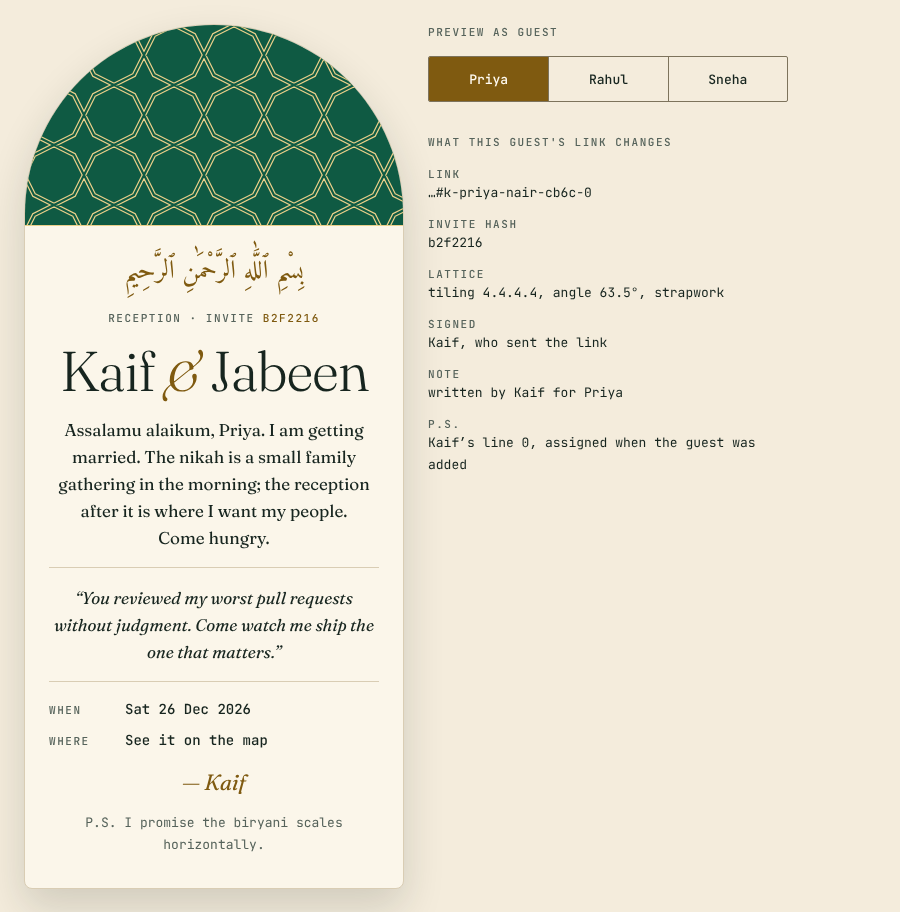 بِسْمِ ٱللَّهِ ٱلرَّحْمَٰنِ ٱلرَّحِيمِ
RECEPTION · INVITE B2F2216
Kaif & Jabeen
Assalamu alaikum, Priya. I am getting
married. The nikah is a small family
gathering in the morning; the reception
after it is where I want my people.
Come hungry.
“You reviewed my worst pull requests
without judgment. Come watch me ship the
one that matters.”
WHEN Sat 26 Dec 2026
WHERE See it on the map
— Kaif
P.S. I promise the biryani scales
horizontally.
PREVIEW AS GUEST
Priya Rahul Sneha
WHAT THIS GUEST'S LINK CHANGES
LINK
…#k-priya-nair-cb6c-0
INVITE HASH
b2f2216
LATTICE
tiling 4.4.4.4, angle 63.5°, strapwork
SIGNED
Kaif, who sent the link
NOTE
written by Kaif for Priya
P.S.
Kaif’s line 0, assigned when the guest was
added